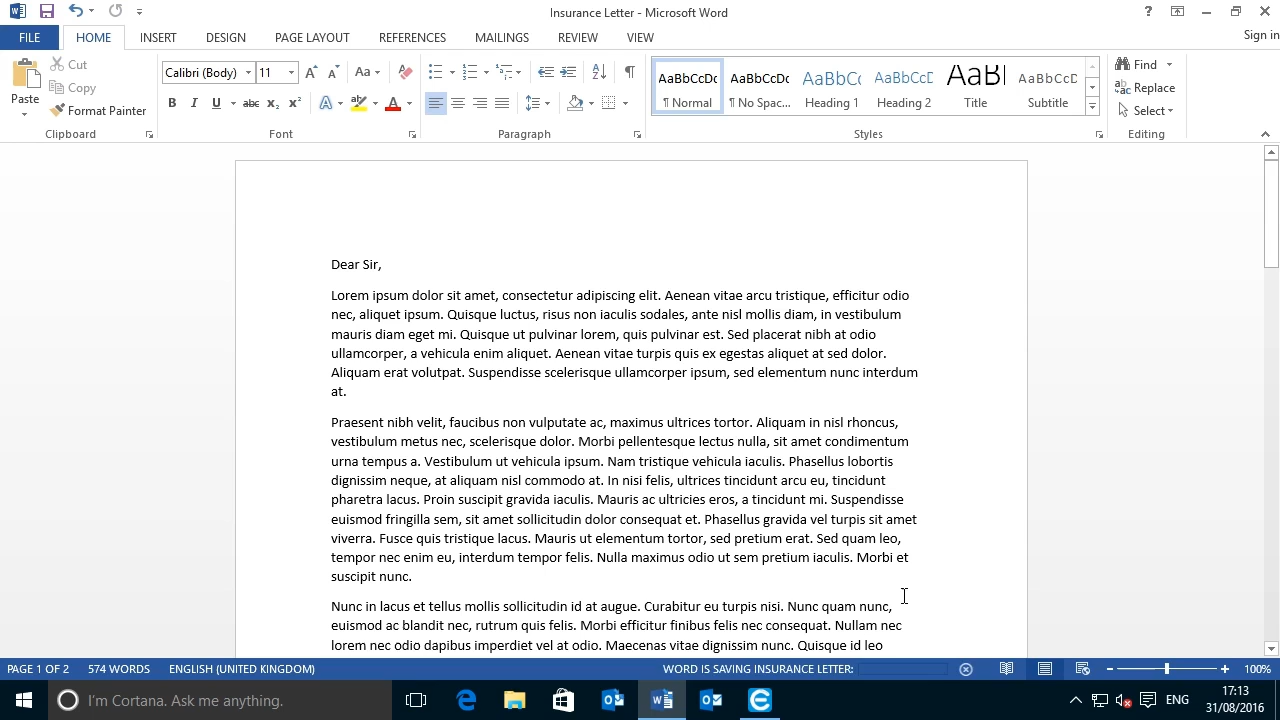 Insurance Letter - Microsoft Word
?
FILE HOME INSERT DESIGN PAGE LAYOUT REFERENCES MAILINGS REVIEW VIEW Sign in
Paste
Cut
Copy
Format Painter
Clipboard
Calibri (Body) 11
Aa
B I U abc x₂ x²
A ab A
Font
Paragraph
AaBbCcDc AaBbCcDc AaBbCc AaBbCcD AaB AaBbCcD
¶ Normal ¶ No Spac... Heading 1 Heading 2 Title Subtitle
Styles
Find
Replace
Select
Editing
Dear Sir,
Lorem ipsum dolor sit amet, consectetur adipiscing elit. Aenean vitae arcu tristique, efficitur odio
nec, aliquet ipsum. Quisque luctus, risus non iaculis sodales, ante nisl mollis diam, in vestibulum
mauris diam eget mi. Quisque ut pulvinar lorem, quis pulvinar est. Sed placerat nibh at odio
ullamcorper, a vehicula enim aliquet. Aenean vitae turpis quis ex egestas aliquet at sed dolor.
Aliquam erat volutpat. Suspendisse scelerisque ullamcorper ipsum, sed elementum nunc interdum
at.
Praesent nibh velit, faucibus non vulputate ac, maximus ultrices tortor. Aliquam in nisl rhoncus,
vestibulum metus nec, scelerisque dolor. Morbi pellentesque lectus nulla, sit amet condimentum
urna tempus a. Vestibulum ut vehicula ipsum. Nam tristique vehicula iaculis. Phasellus lobortis
dignissim neque, at aliquam nisl commodo at. In nisi felis, ultrices tincidunt arcu eu, tincidunt
pharetra lacus. Proin suscipit gravida iaculis. Mauris ac ultricies eros, a tincidunt mi. Suspendisse
euismod fringilla sem, sit amet sollicitudin dolor consequat et. Phasellus gravida vel turpis sit amet
viverra. Fusce quis tristique lacus. Mauris ut elementum tortor, sed pretium erat. Sed quam leo,
tempor nec enim eu, interdum tempor felis. Nulla maximus odio ut sem pretium iaculis. Morbi et
suscipit nunc.
Nunc in lacus et tellus mollis sollicitudin id at augue. Curabitur eu turpis nisi. Nunc quam nunc,
euismod ac blandit nec, rutrum quis felis. Morbi efficitur finibus felis nec consequat. Nullam nec
lorem nec odio dapibus imperdiet vel at odio. Maecenas vitae dignissim nunc. Quisque id leo
PAGE 1 OF 2 574 WORDS ENGLISH (UNITED KINGDOM) WORD IS SAVING INSURANCE LETTER: 100%
I'm Cortana. Ask me anything.
ENG
17:13
31/08/2016